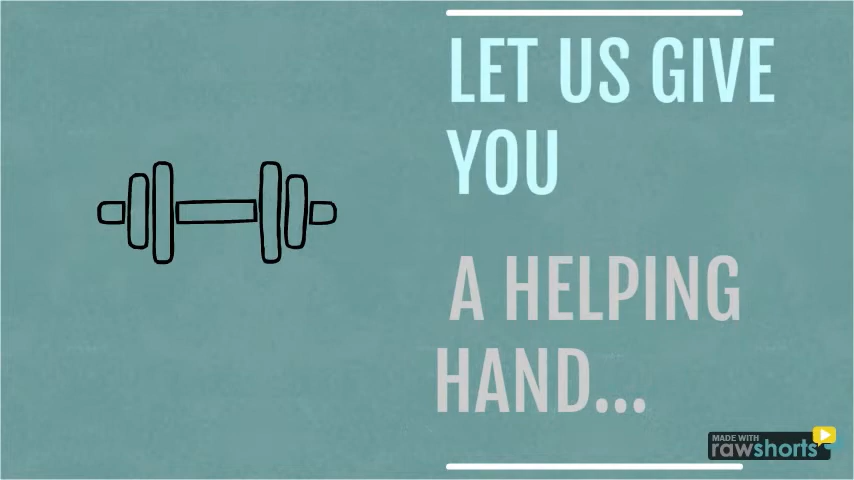 LET US GIVE
YOU
A HELPING
HAND...
MADE WITH
rawshorts